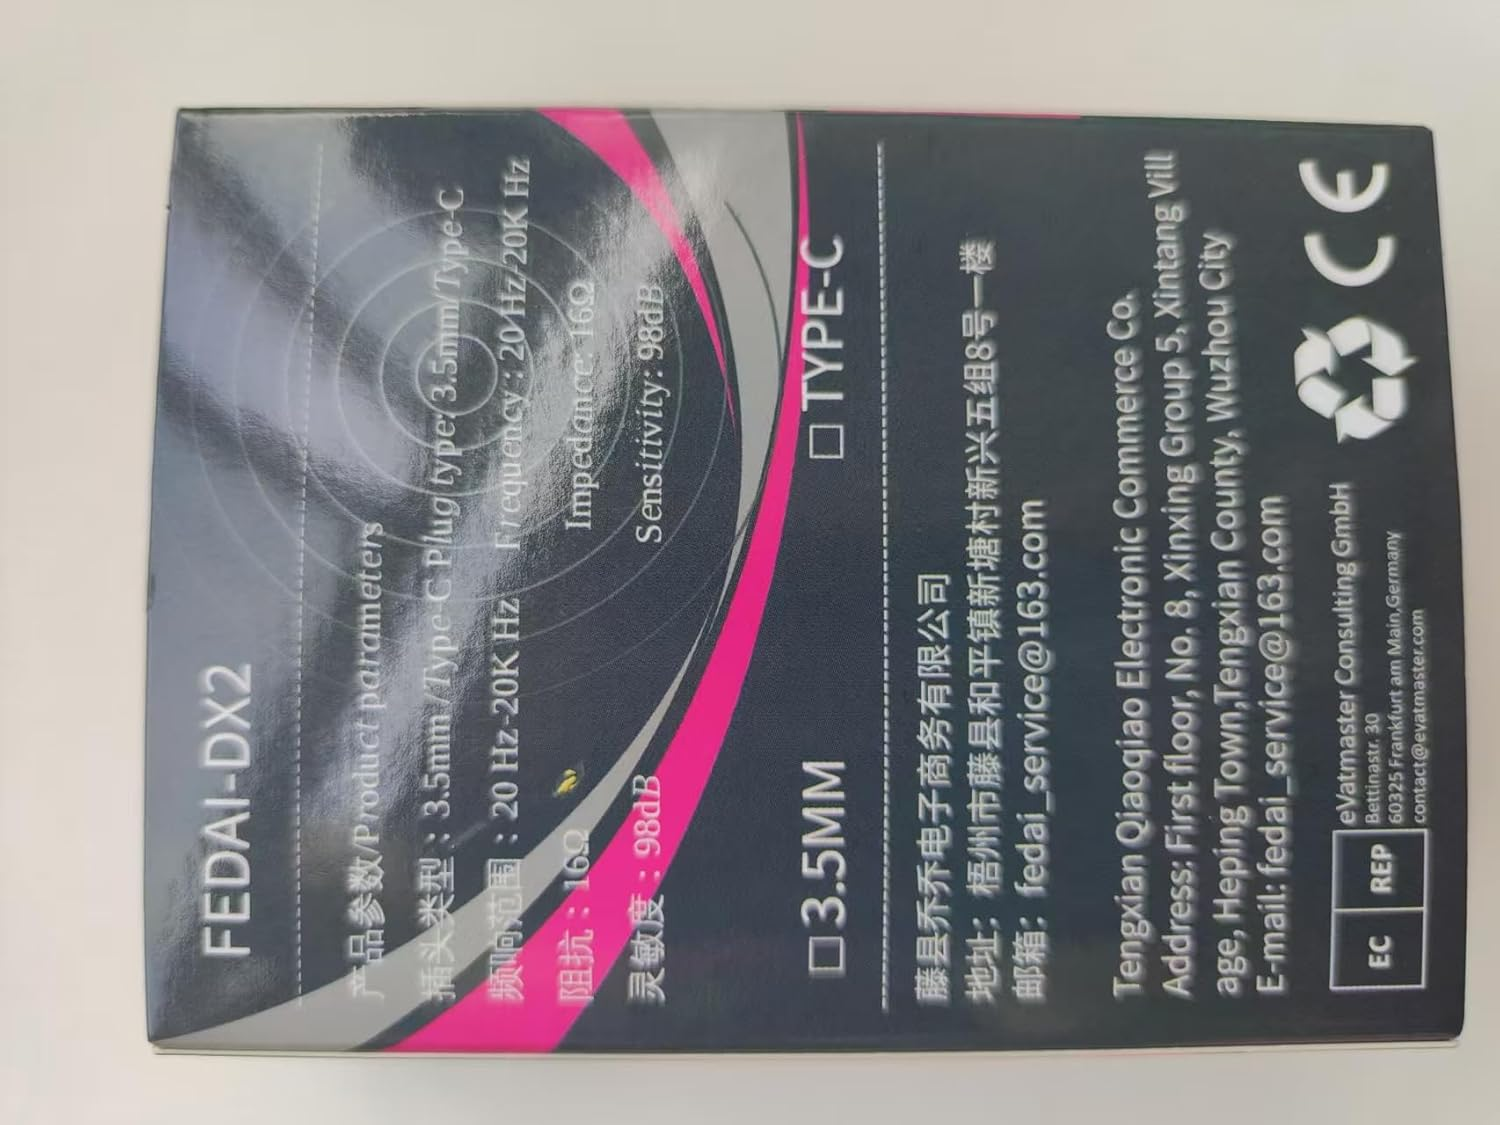 FEDAI-DX2
产品参数/Product parameters
插头类型：3.5mm /Type-C Plug type: 3.5mm/Type-C
频响范围：20 Hz-20K Hz Frequency : 20 Hz/20K Hz
阻抗：16Ω Impedance: 16Ω
灵敏度：98dB Sensitivity: 98dB
□3.5MM □TYPE-C
藤县乔乔电子商务有限公司
地址：梧州市藤县和平镇新塘村新兴五组8号一楼
邮箱：fedai_service@163.com
Tengxian Qiaoqiao Electronic Commerce Co.
Address: First floor, No. 8, Xinxing Group 5, Xintang Vill
age, Heping Town,Tengxian County, Wuzhou City
E-mail: fedai_service@163.com
EC REP
eVatmaster Consulting GmbH
Bettinastr. 30
60325 Frankfurt am Main,Germany
contact@evatmaster.com
CE